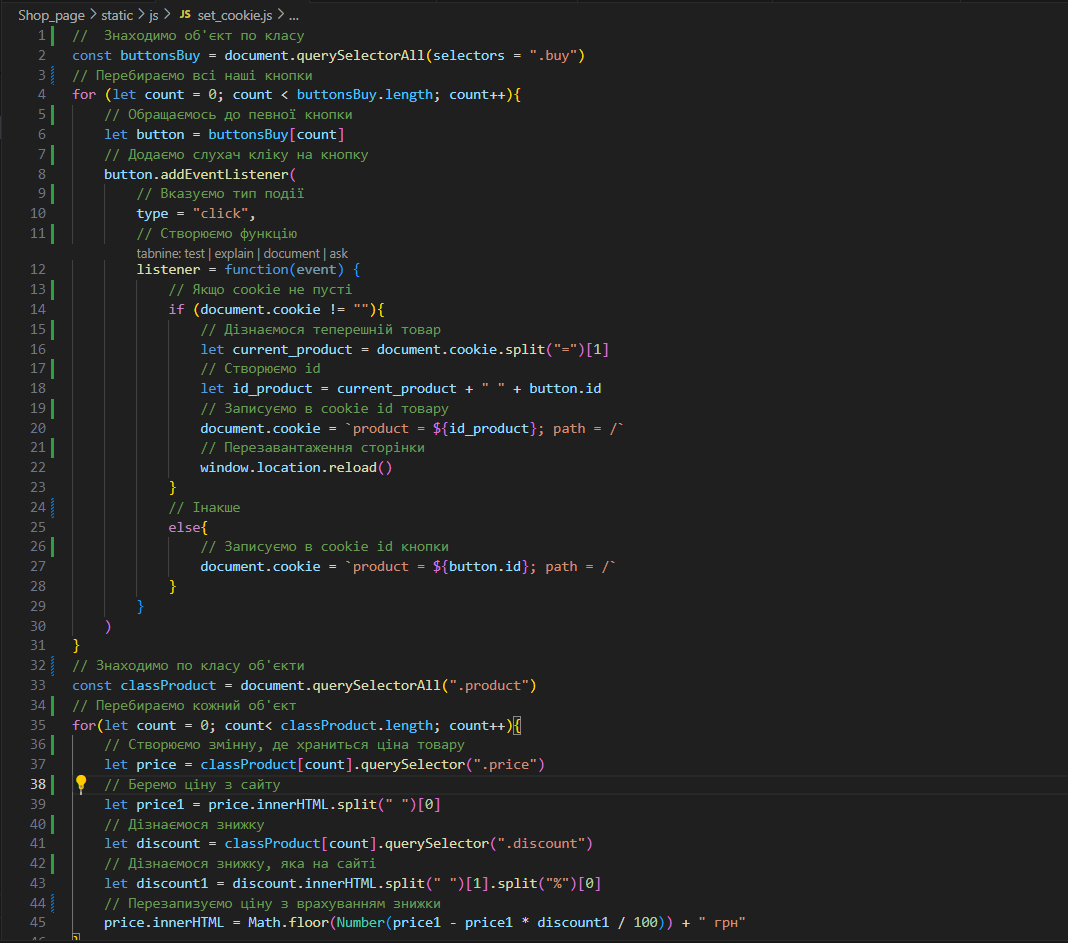 Shop_page > static > js > JS set_cookie.js > ...
1 //  Знаходимо об'єкт по класу
2 const buttonsBuy = document.querySelectorAll(selectors = ".buy")
3 // Перебираємо всі наші кнопки
4 for (let count = 0; count < buttonsBuy.length; count++){
5     // Обращаємось до певної кнопки
6     let button = buttonsBuy[count]
7     // Додаємо слухач кліку на кнопку
8     button.addEventListener(
9         // Вказуємо тип події
10         type = "click",
11         // Створюємо функцію
tabnine: test | explain | document | ask
12         listener = function(event) {
13             // Якщо cookie не пусті
14             if (document.cookie != ""){
15                 // Дізнаємося теперешній товар
16                 let current_product = document.cookie.split("=")[1]
17                 // Створюємо id
18                 let id_product = current_product + " " + button.id
19                 // Записуємо в cookie id товару
20                 document.cookie = `product = ${id_product}; path = /`
21                 // Перезавантаження сторінки
22                 window.location.reload()
23             }
24             // Інакше
25             else{
26                 // Записуємо в cookie id кнопки
27                 document.cookie = `product = ${button.id}; path = /`
28             }
29         }
30     )
31 }
32 // Знаходимо по класу об'єкти
33 const classProduct = document.querySelectorAll(".product")
34 // Перебираємо кожний об'єкт
35 for(let count = 0; count< classProduct.length; count++){
36     // Створюємо змінну, де храниться ціна товару
37     let price = classProduct[count].querySelector(".price")
38     // Беремо ціну з сайту
39     let price1 = price.innerHTML.split(" ")[0]
40     // Дізнаємося знижку
41     let discount = classProduct[count].querySelector(".discount")
42     // Дізнаємося знижку, яка на сайті
43     let discount1 = discount.innerHTML.split(" ")[1].split("%")[0]
44     // Перезапизуємо ціну з врахуванням знижки
45     price.innerHTML = Math.floor(Number(price1 - price1 * discount1 / 100)) + " грн"